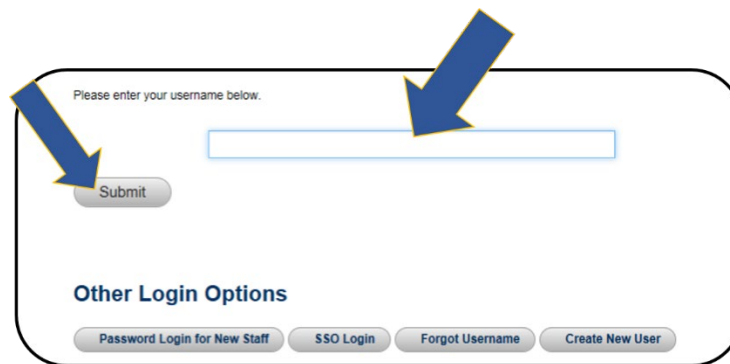 Please enter your username below.
Submit
Other Login Options
Password Login for New Staff SSO Login Forgot Username Create New User